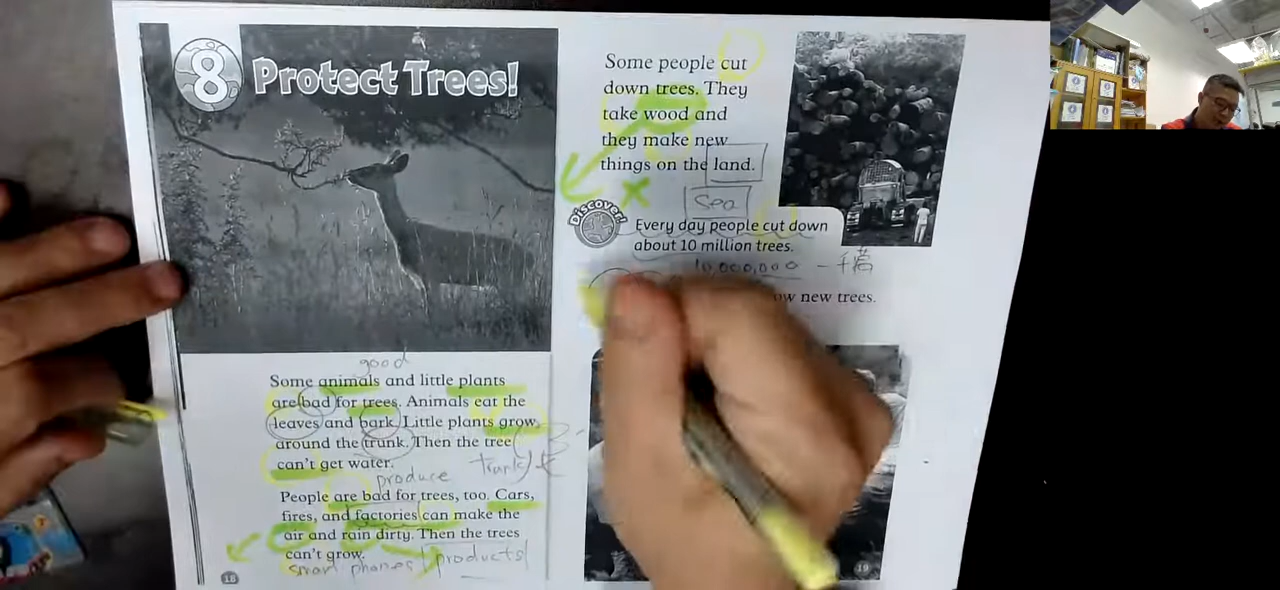 8
Protect Trees!
good
Some animals and little plants
are bad for trees. Animals eat the
leaves and bark. Little plants grow
around the trunk. Then the tree
can't get water.
produce trunk
People are bad for trees, too. Cars,
fires, and factories can make the
air and rain dirty. Then the trees
can't grow.
smart phones products
18
Some people cut
down trees. They
take wood and
they make new
things on the land.
sea
Discover!
Every day people cut down
about 10 million trees.
10,000,000 一千萬
new trees.
19